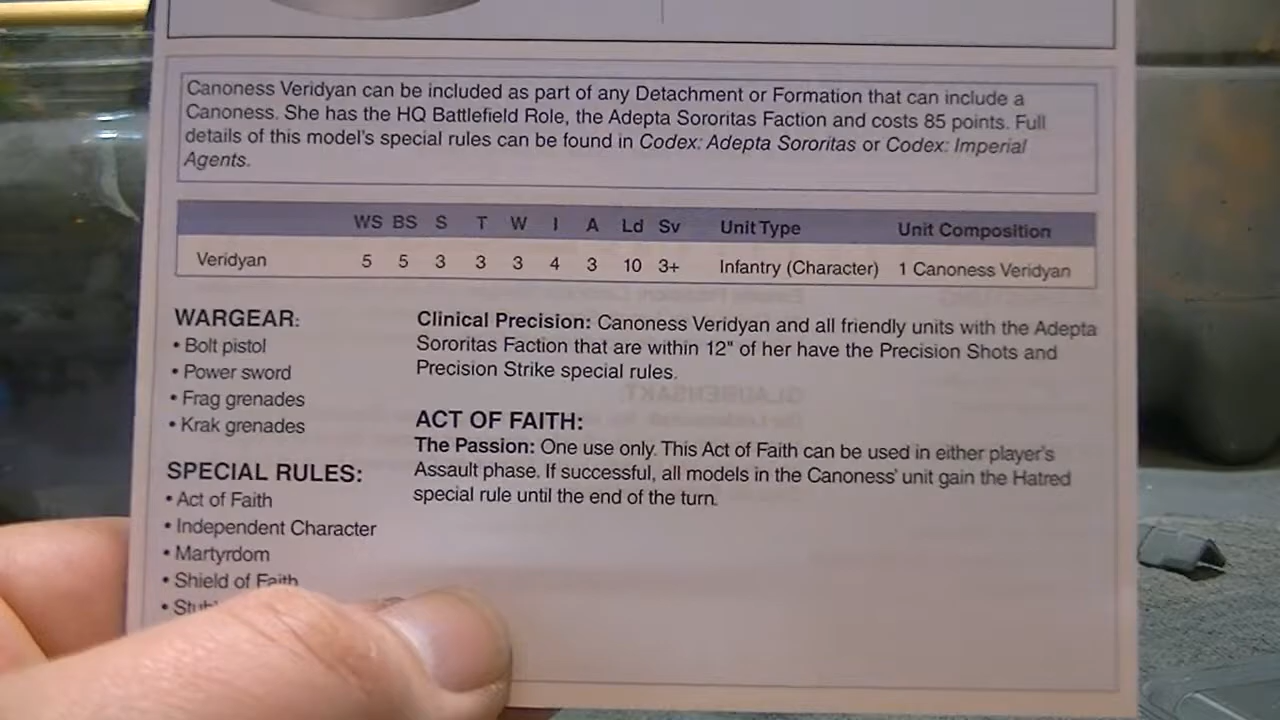 Canoness Veridyan can be included as part of any Detachment or Formation that can include a
Canoness. She has the HQ Battlefield Role, the Adepta Sororitas Faction and costs 85 points. Full
details of this model's special rules can be found in Codex: Adepta Sororitas or Codex: Imperial
Agents.
WS BS S T W I A Ld Sv Unit Type Unit Composition
Veridyan 5 5 3 3 3 4 3 10 3+ Infantry (Character) 1 Canoness Veridyan
WARGEAR:
• Bolt pistol
• Power sword
• Frag grenades
• Krak grenades
SPECIAL RULES:
• Act of Faith
• Independent Character
• Martyrdom
• Shield of Faith
Clinical Precision: Canoness Veridyan and all friendly units with the Adepta
Sororitas Faction that are within 12" of her have the Precision Shots and
Precision Strike special rules.
ACT OF FAITH:
The Passion: One use only. This Act of Faith can be used in either player's
Assault phase. If successful, all models in the Canoness' unit gain the Hatred
special rule until the end of the turn.